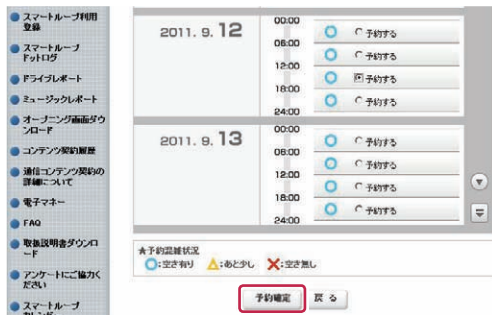 スマートループ利用
登録
スマートループ
ドットログ
ドライブレポート
ミュージックレポート
オープニング画面ダウ
ンロード
コンテンツ契約履歴
通信コンテンツ契約の
詳細について
電子マネー
FAQ
取扱説明書ダウンロ
ード
アンケートにご協力く
ださい
スマートループ
2011. 9. 12
00:00
予約する
06:00
予約する
12:00
予約する
18:00
予約する
24:00
2011. 9. 13
00:00
予約する
06:00
予約する
12:00
予約する
18:00
予約する
24:00
★予約混雑状況
○:空き有り △:あと少し ×:空き無し
予約確定 戻る